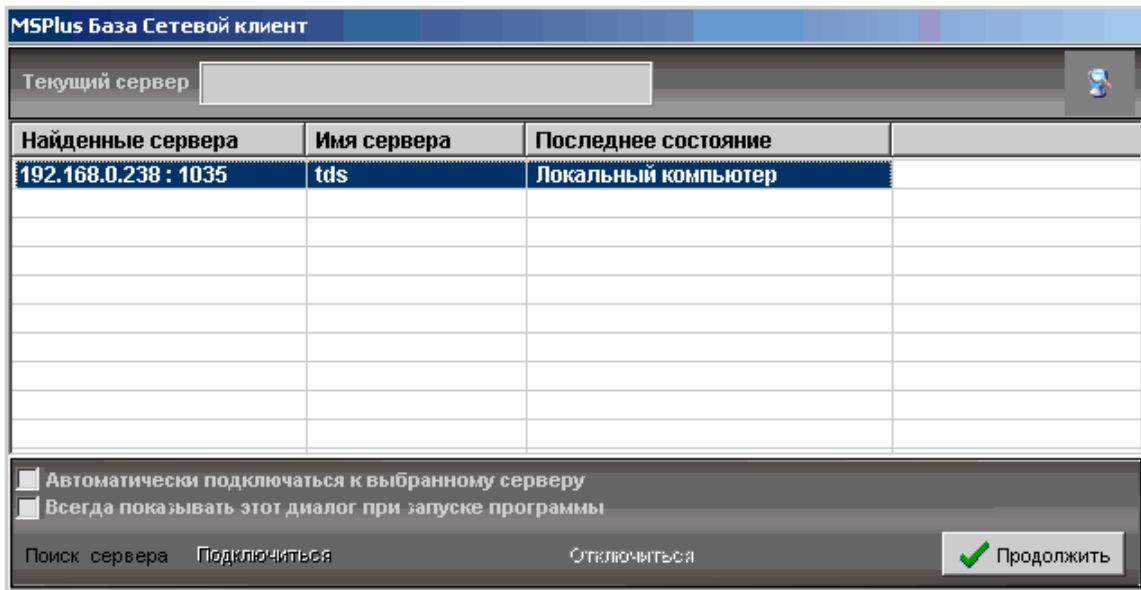 MSPlus База Сетевой клиент
Текущий сервер
Найденные сервера Имя сервера Последнее состояние
192.168.0.238 : 1035 tds Локальный компьютер
Автоматически подключаться к выбранному серверу
Всегда показывать этот диалог при запуске программы
Поиск сервера Подключиться Отключиться Продолжить